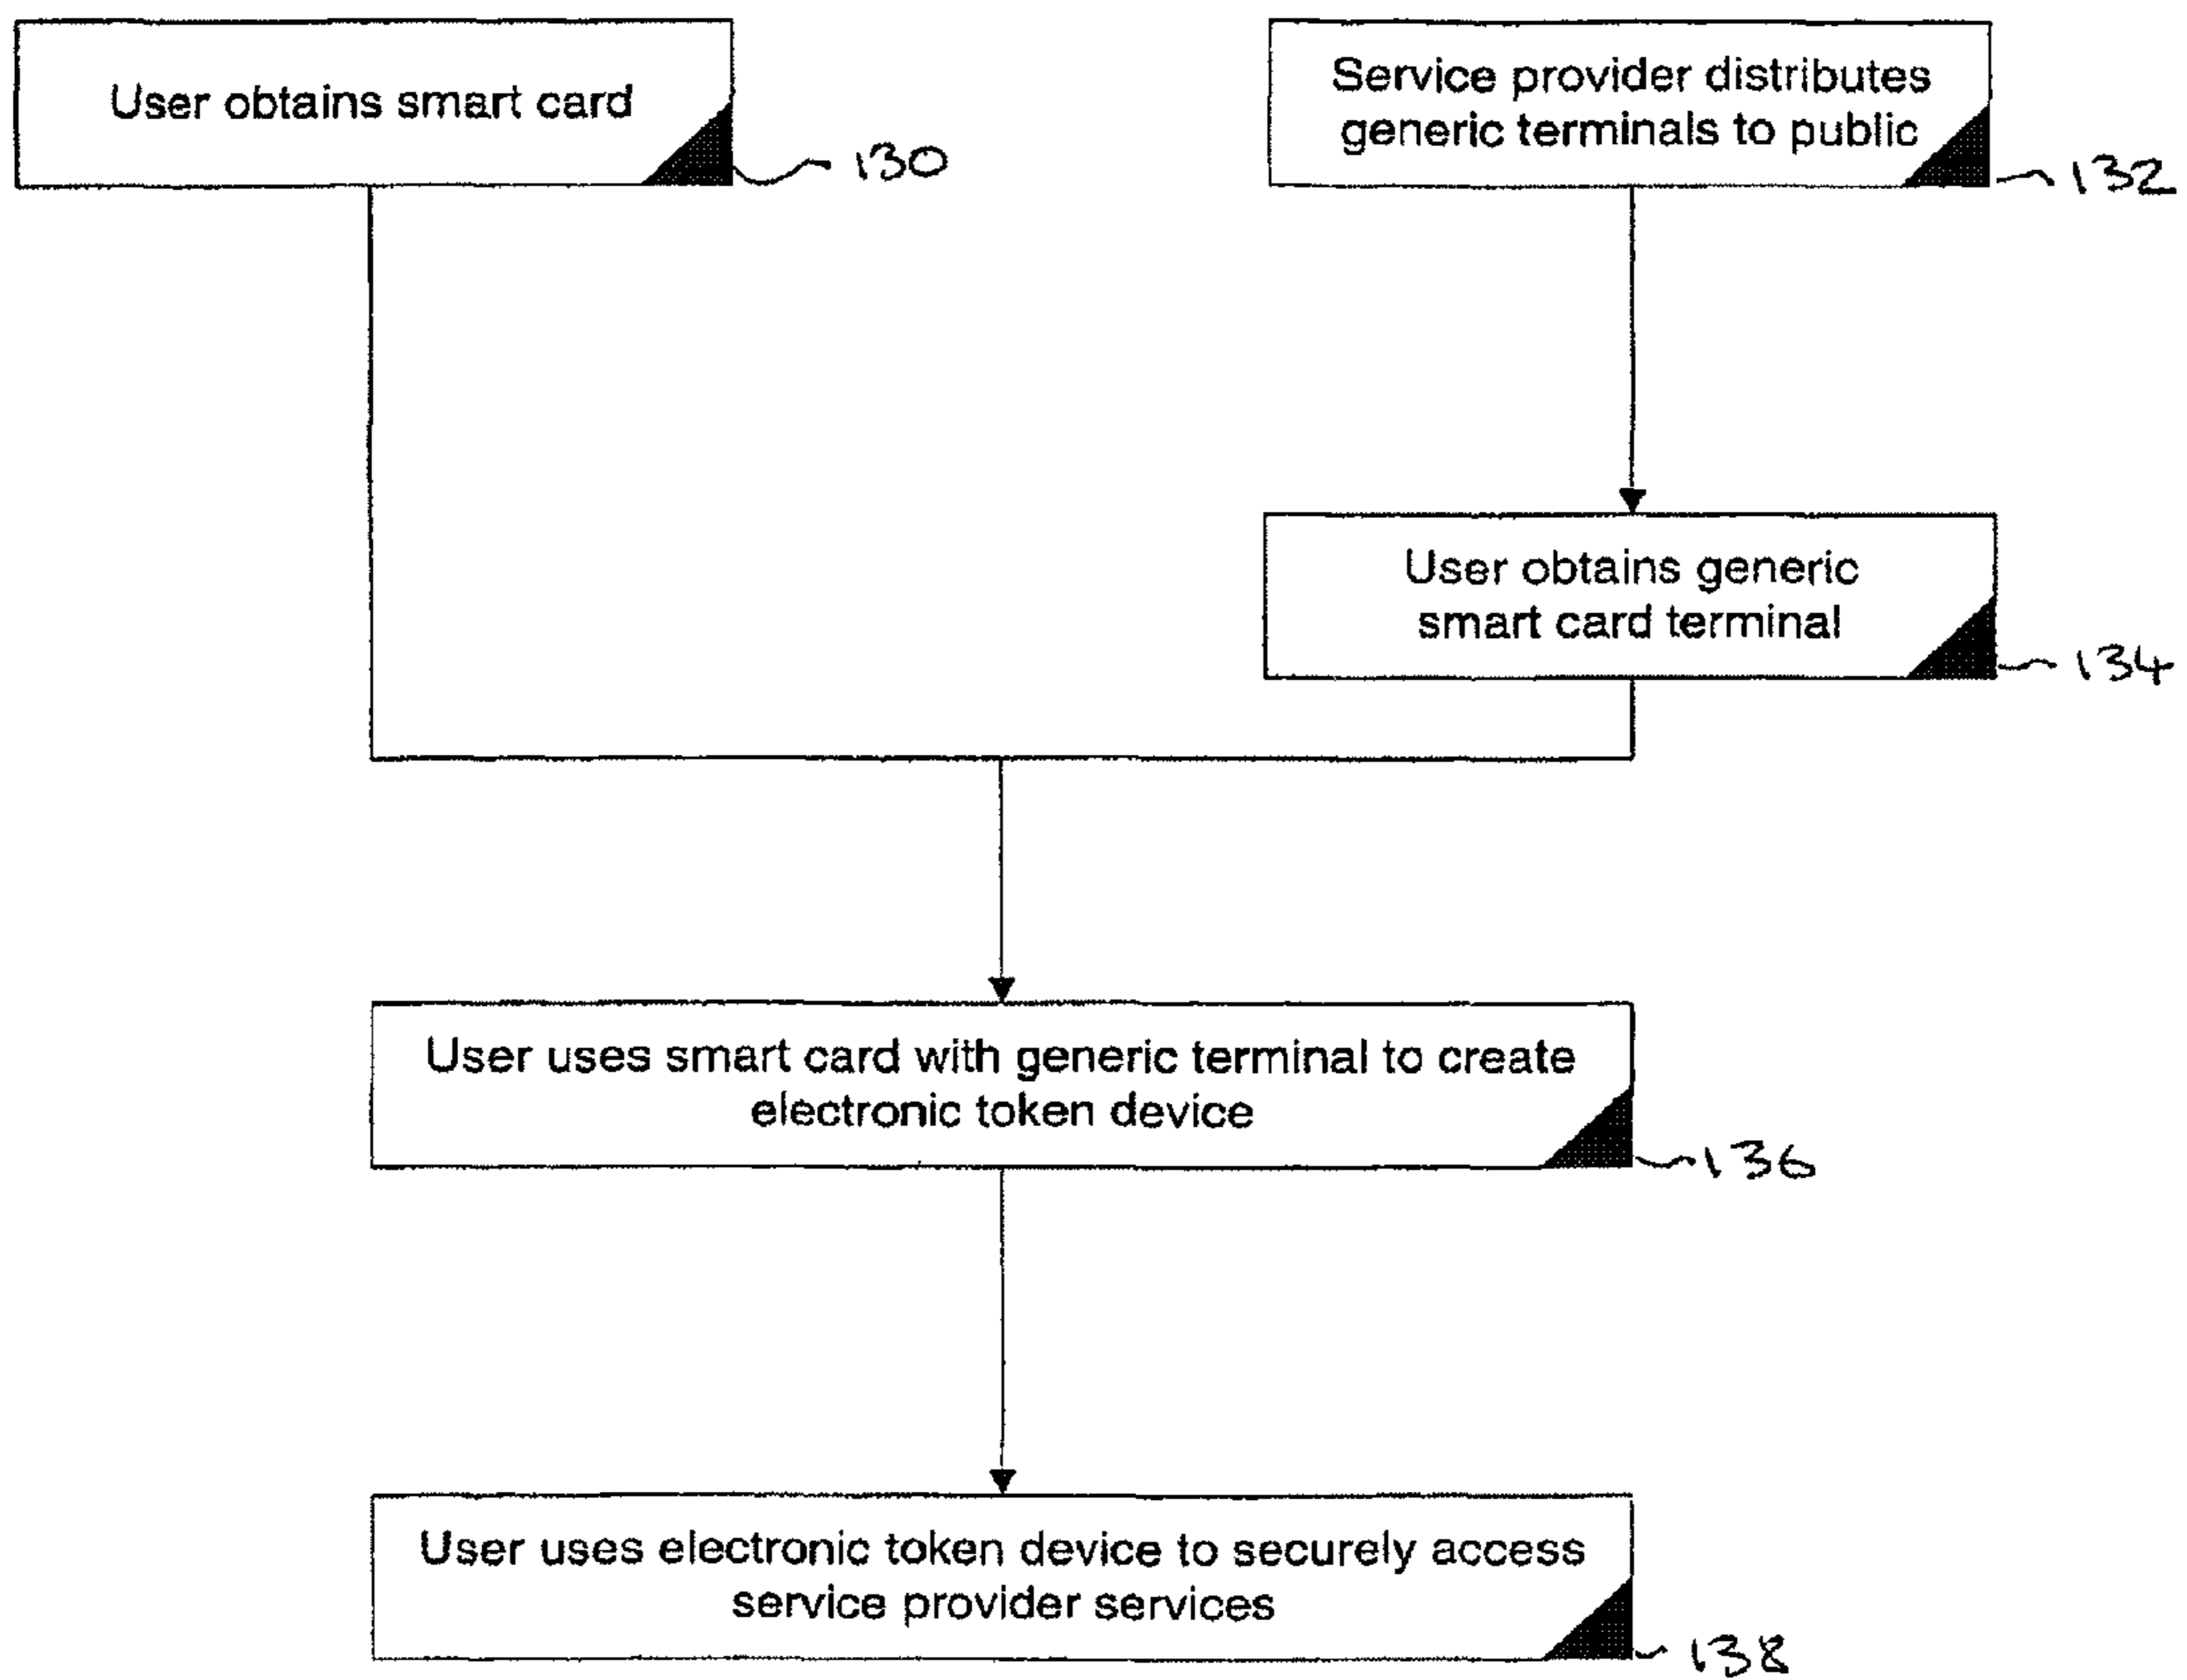 User obtains smart card
130
Service provider distributes
generic terminals to public
132
User obtains generic
smart card terminal
134
User uses smart card with generic terminal to create
electronic token device
136
User uses electronic token device to securely access
service provider services
138